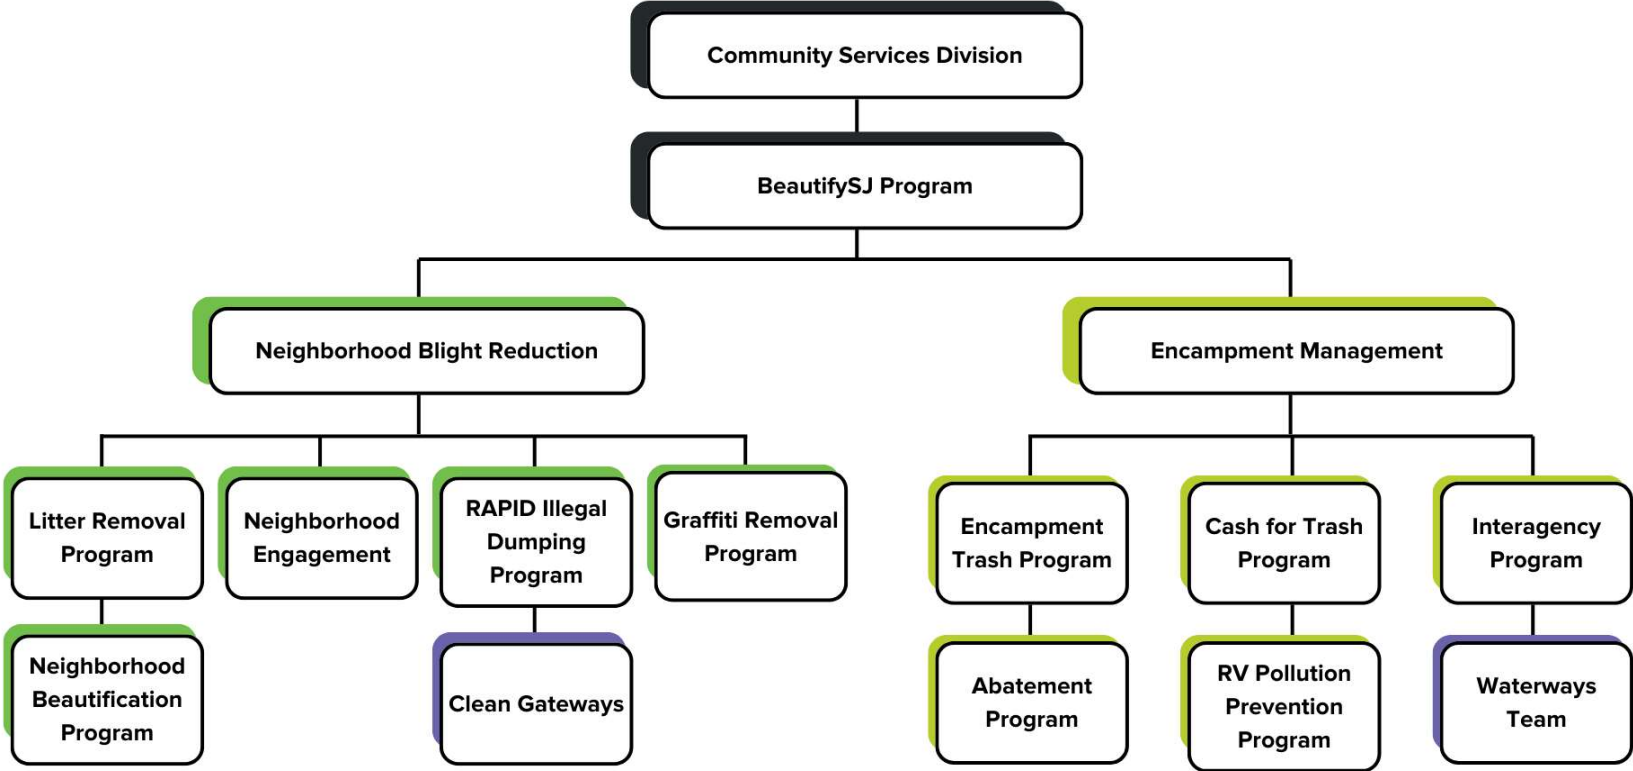 Community Services Division
BeautifySJ Program
Neighborhood Blight Reduction
Encampment Management
Litter Removal
Program
Neighborhood
Engagement
RAPID Illegal
Dumping
Program
Graffiti Removal
Program
Encampment
Trash Program
Cash for Trash
Program
Interagency
Program
Neighborhood
Beautification
Program
Clean Gateways
Abatement
Program
RV Pollution
Prevention
Program
Waterways
Team